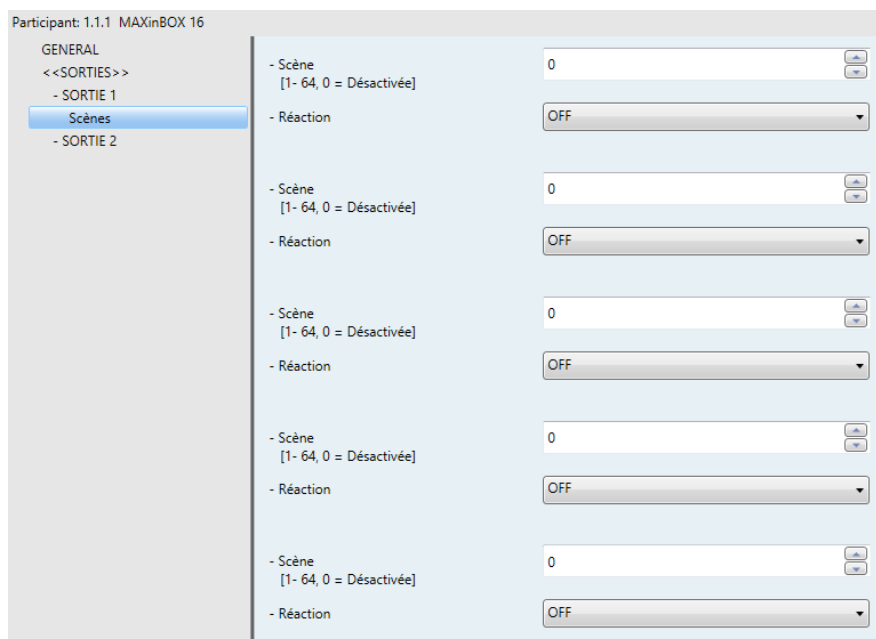 Participant: 1.1.1 MAXinBOX 16
GENERAL
<<SORTIES>>
- SORTIE 1
Scènes
- SORTIE 2
- Scène
[1- 64, 0 = Désactivée]
0
- Réaction
OFF
- Scène
[1- 64, 0 = Désactivée]
0
- Réaction
OFF
- Scène
[1- 64, 0 = Désactivée]
0
- Réaction
OFF
- Scène
[1- 64, 0 = Désactivée]
0
- Réaction
OFF
- Scène
[1- 64, 0 = Désactivée]
0
- Réaction
OFF